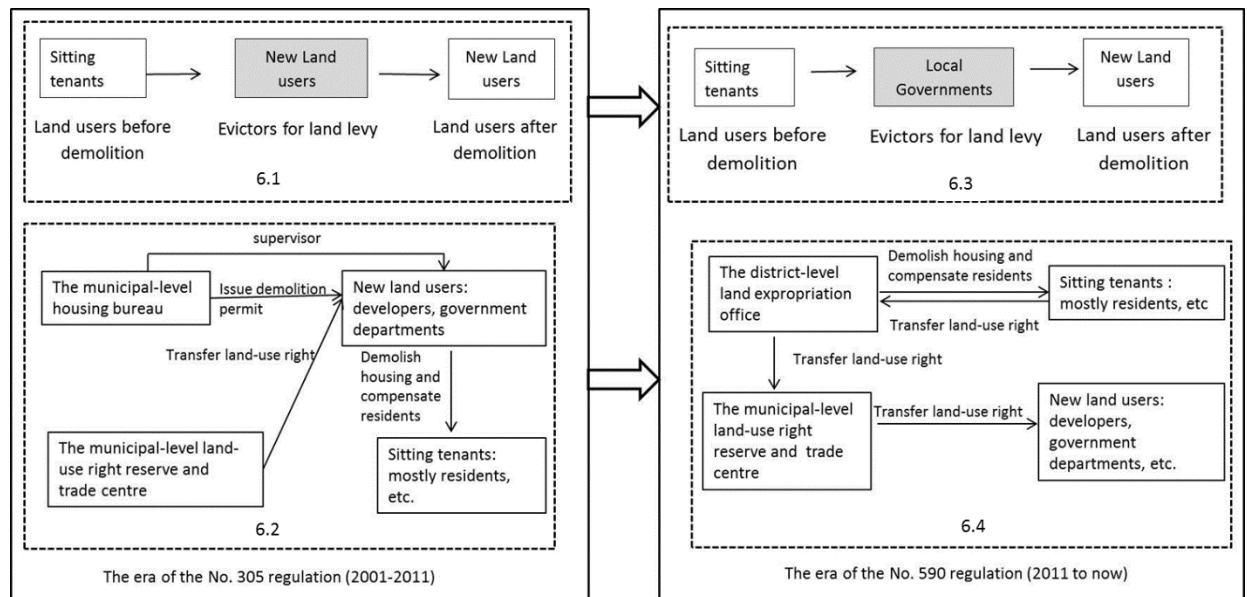 Sitting
tenants
New Land
users
New Land
users
Land users before
demolition
Evictors for land levy
Land users after
demolition
6.1
supervisor
The municipal-level
housing bureau
Issue demolition
permit
New land users:
developers, government
departments
Transfer land-use right
Demolish
housing and
compensate
residents
The municipal-level land-
use right reserve and
trade centre
Sitting tenants:
mostly residents,
etc.
6.2
The era of the No. 305 regulation (2001-2011)
Sitting
tenants
Local
Governments
New Land
users
Land users before
demolition
Evictors for land levy
Land users after
demolition
6.3
The district-level
land expropriation
office
Demolish housing and
compensate residents
Sitting tenants :
mostly residents, etc
Transfer land-use right
Transfer land-use right
The municipal-level
land-use right
reserve and trade
centre
Transfer land-use right
New land users:
developers,
government
departments, etc.
6.4
The era of the No. 590 regulation (2011 to now)